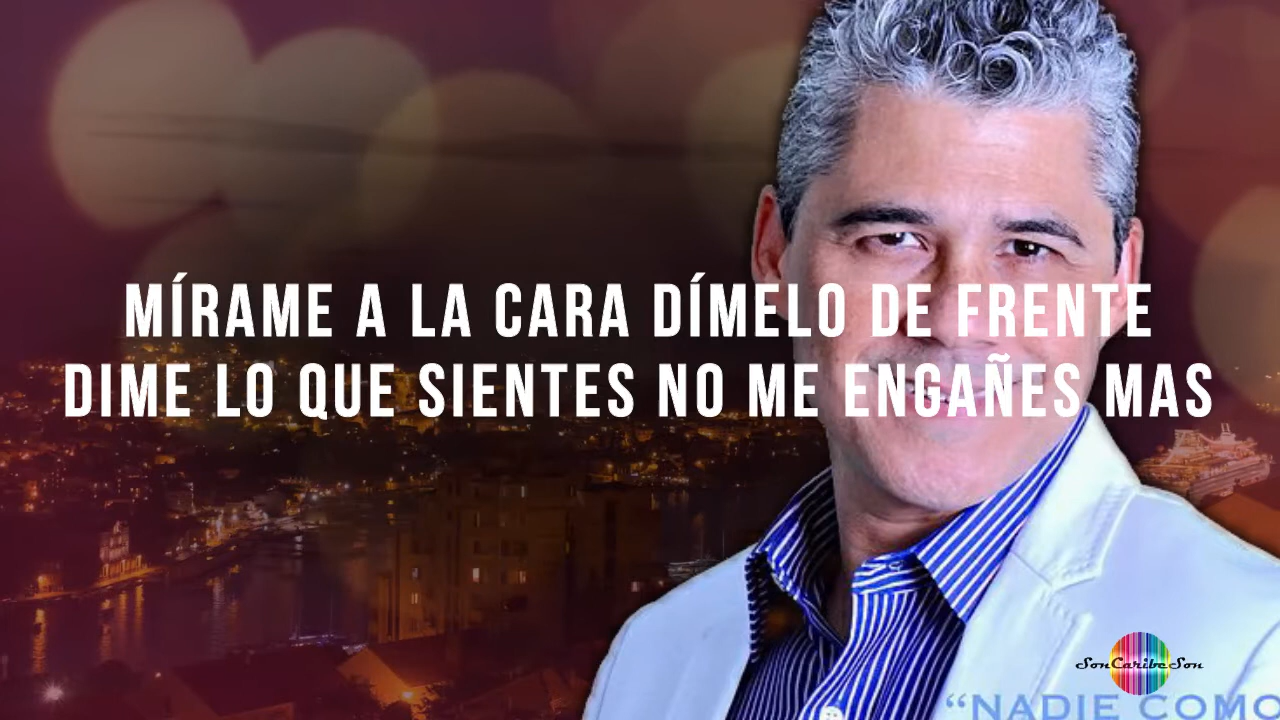 MÍRAME A LA CARA DÍMELO DE FRENTE
DIME LO QUE SIENTES NO ME ENGAÑES MAS
SonCaribeSon
“NADIE COMO